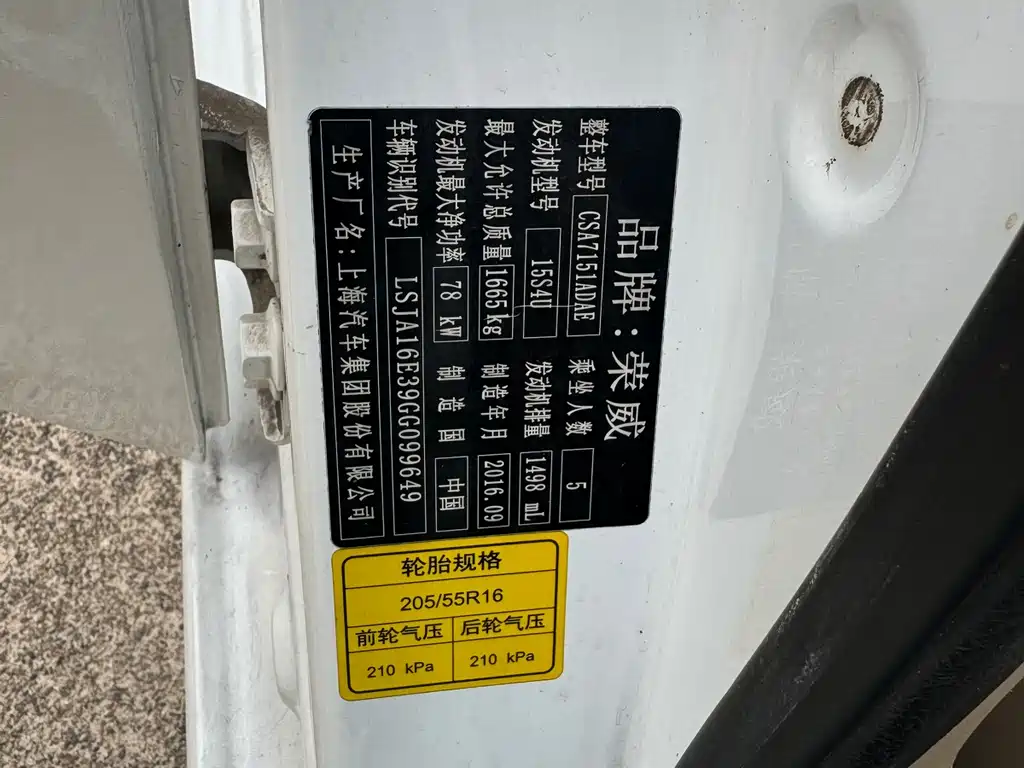 品牌:荣威
整车型号 CSA7151ADAE 乘坐人数 5
发动机型号 15S4U 发动机排量 1498 mL
最大允许总质量 1665kg 制造年月 2016.09
发动机最大净功率 78 kW 制造国 中国
车辆识别代号 LSJA16E39GG099649
生产厂名:上海汽车集团股份有限公司
轮胎规格
205/55R16
前轮气压 后轮气压
210 kPa 210 kPa